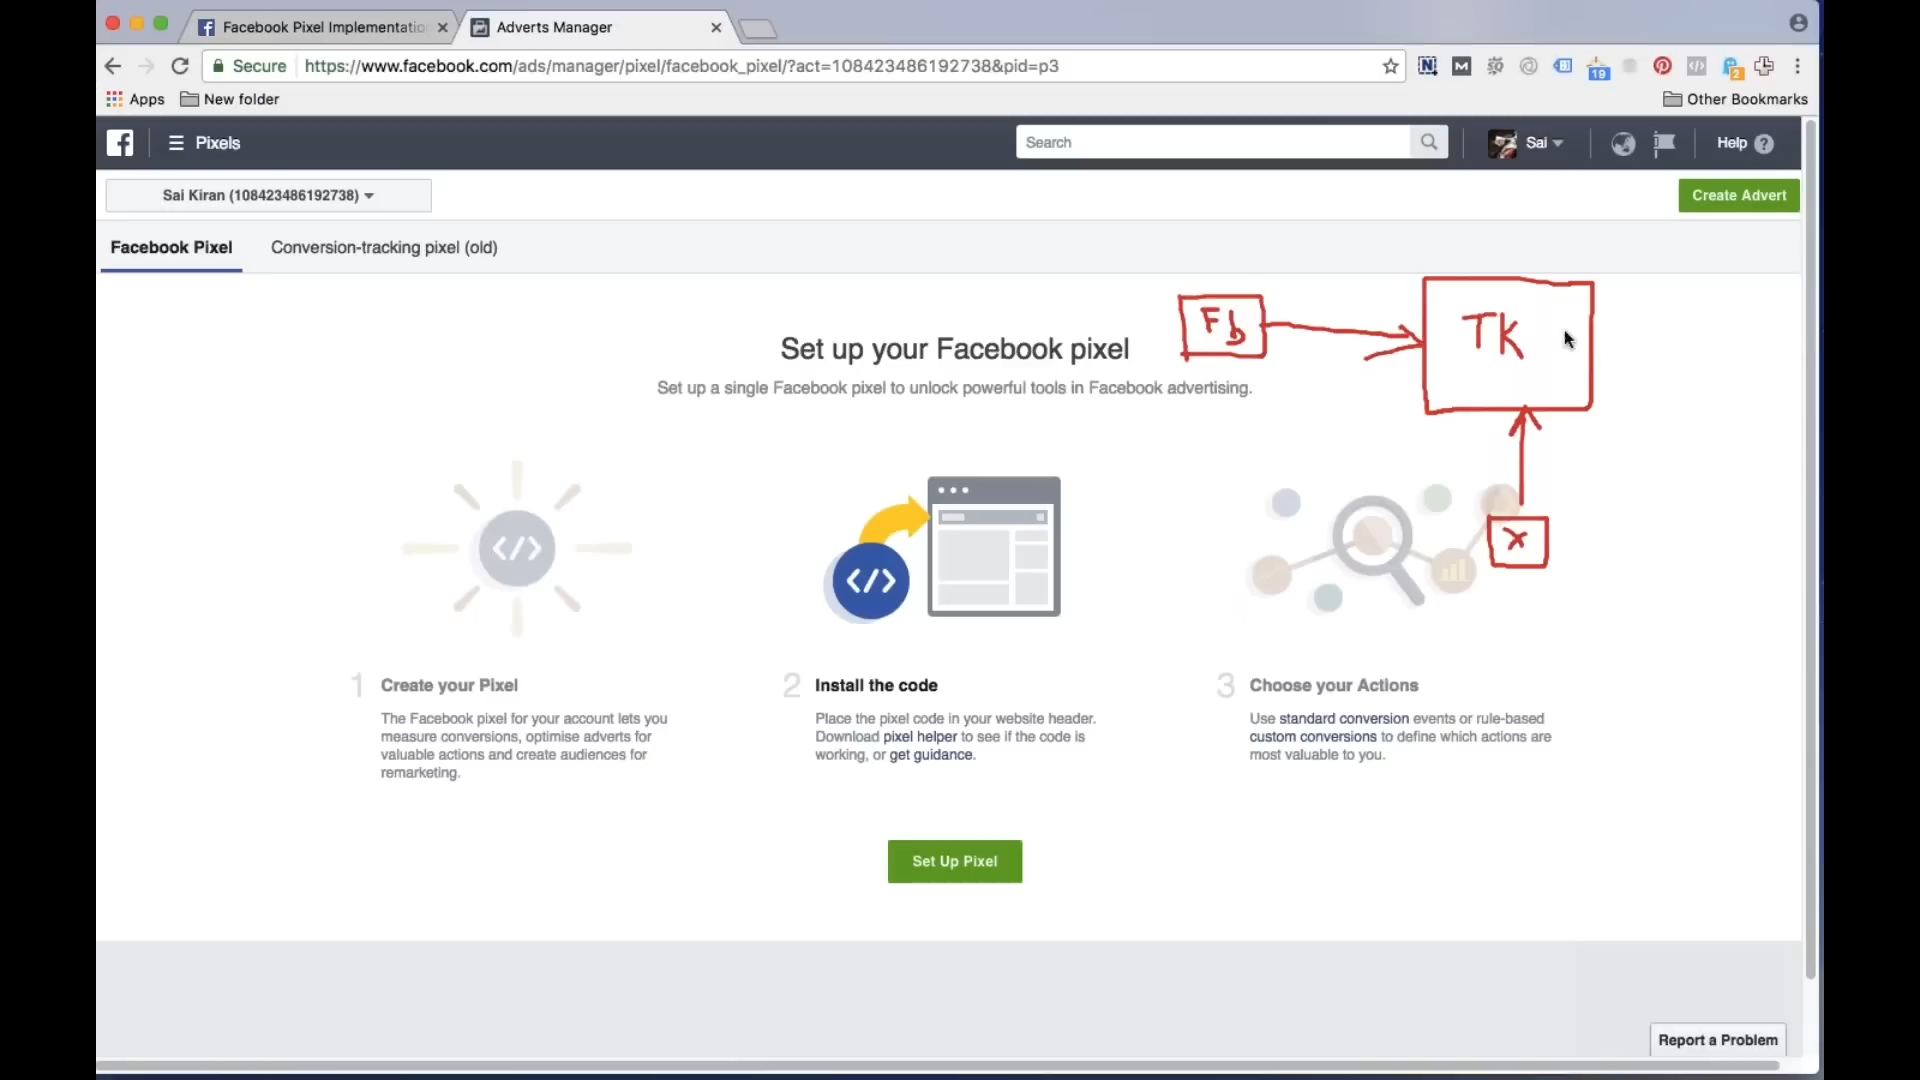 Facebook Pixel Implementatio
Adverts Manager
Secure https://www.facebook.com/ads/manager/pixel/facebook_pixel/?act=108423486192738&pid=p3
19
2
Apps New folder Other Bookmarks
Pixels Search Sai Help ?
Sai Kiran (108423486192738) Create Advert
Facebook Pixel Conversion-tracking pixel (old)
Fb
TK
Set up your Facebook pixel
Set up a single Facebook pixel to unlock powerful tools in Facebook advertising.
x
</>
</>
1 Create your Pixel
The Facebook pixel for your account lets you
measure conversions, optimise adverts for
valuable actions and create audiences for
remarketing.
2 Install the code
Place the pixel code in your website header.
Download pixel helper to see if the code is
working, or get guidance.
3 Choose your Actions
Use standard conversion events or rule-based
custom conversions to define which actions are
most valuable to you.
Set Up Pixel
Report a Problem